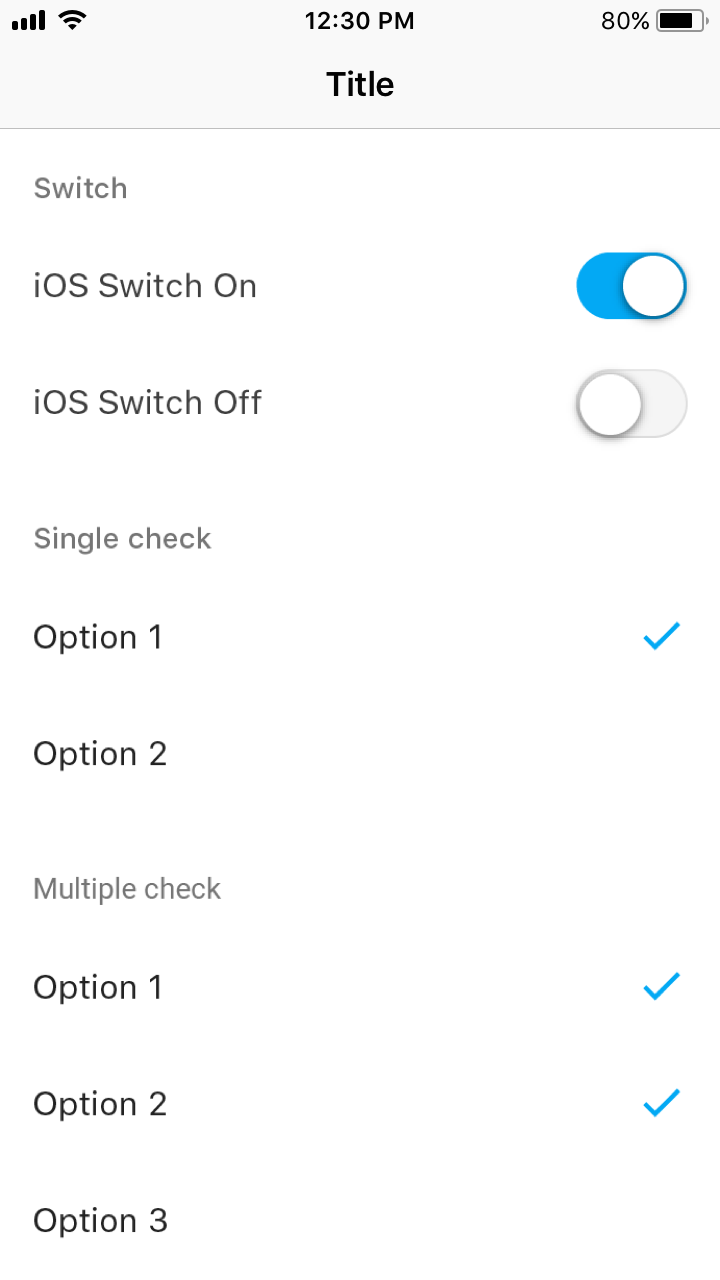 12:30 PM 80%
Title
Switch
iOS Switch On
iOS Switch Off
Single check
Option 1
Option 2
Multiple check
Option 1
Option 2
Option 3